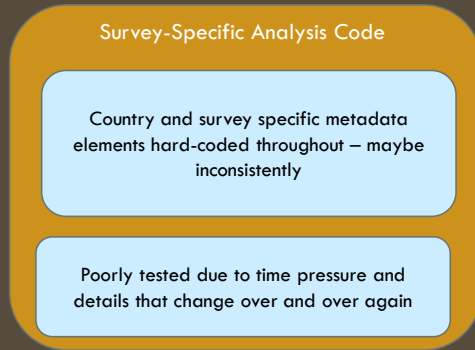 Survey-Specific Analysis Code
Country and survey specific metadata
elements hard-coded throughout – maybe
inconsistently
Poorly tested due to time pressure and
details that change over and over again